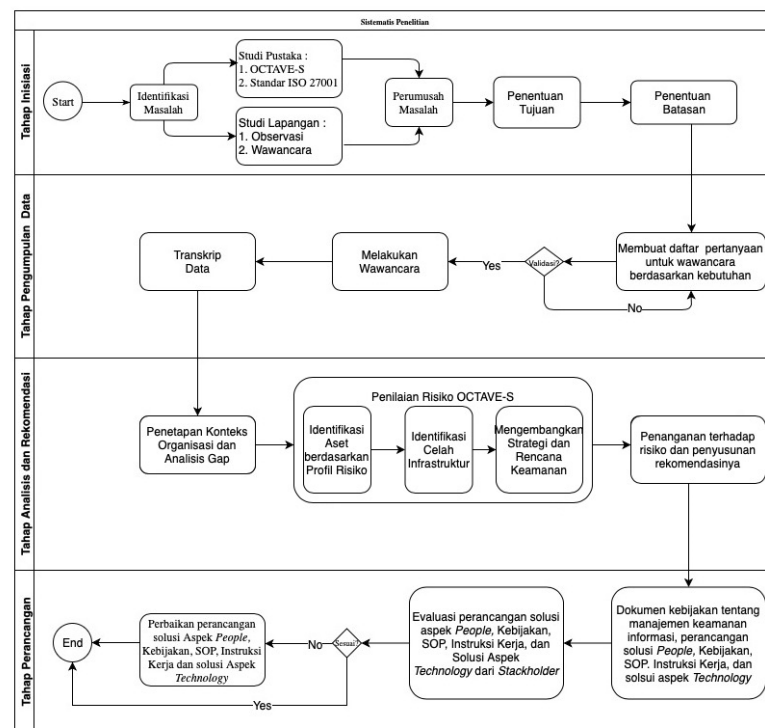 Sistematis Penelitian
Tahap Inisiasi
Start
Identifikasi
Masalah
Studi Pustaka :
1. OCTAVE-S
2. Standar ISO 27001
Studi Lapangan :
1. Observasi
2. Wawancara
Perumusah
Masalah
Penentuan
Tujuan
Penentuan
Batasan
Tahap Pengumpulan Data
Membuat daftar pertanyaan
untuk wawancara
berdasarkan kebutuhan
Validasi?
Yes
No
Melakukan
Wawancara
Transkrip
Data
Tahap Analisis dan Rekomendasi
Penetapan Konteks
Organisasi dan
Analisis Gap
Penilaian Risiko OCTAVE-S
Identifikasi
Aset
berdasarkan
Profil Risiko
Identifikasi
Celah
Infrastruktur
Mengembangkan
Strategi dan
Rencana
Keamanan
Penanganan terhadap
risiko dan penyusunan
rekomendasinya
Tahap Perancangan
Dokumen kebijakan tentang
manajemen keamanan
informasi, perancangan
solusi People, Kebijakan,
SOP. Instruksi Kerja, dan
solsui aspek Technology
Evaluasi perancangan solusi
aspek People, Kebijakan,
SOP, Instruksi Kerja, dan
Solusi Aspek
Technology dari Stackholder
Sesuai?
No
Yes
Perbaikan perancangan
solusi Aspek People,
Kebijakan, SOP, Instruksi
Kerja dan solusi Aspek
Technology
End